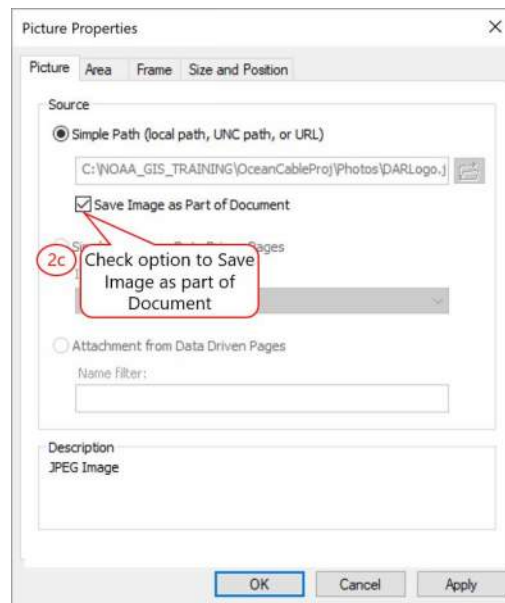 Picture Properties
Picture Area Frame Size and Position
Source
Simple Path (local path, UNC path, or URL)
C:\NOAA_GIS_TRAINING\OceanCableProj\Photos\DARLogo.j
Save Image as Part of Document
Pages
2c
Check option to Save
Image as part of
Document
Attachment from Data Driven Pages
Name filter:
Description
JPEG Image
OK Cancel Apply